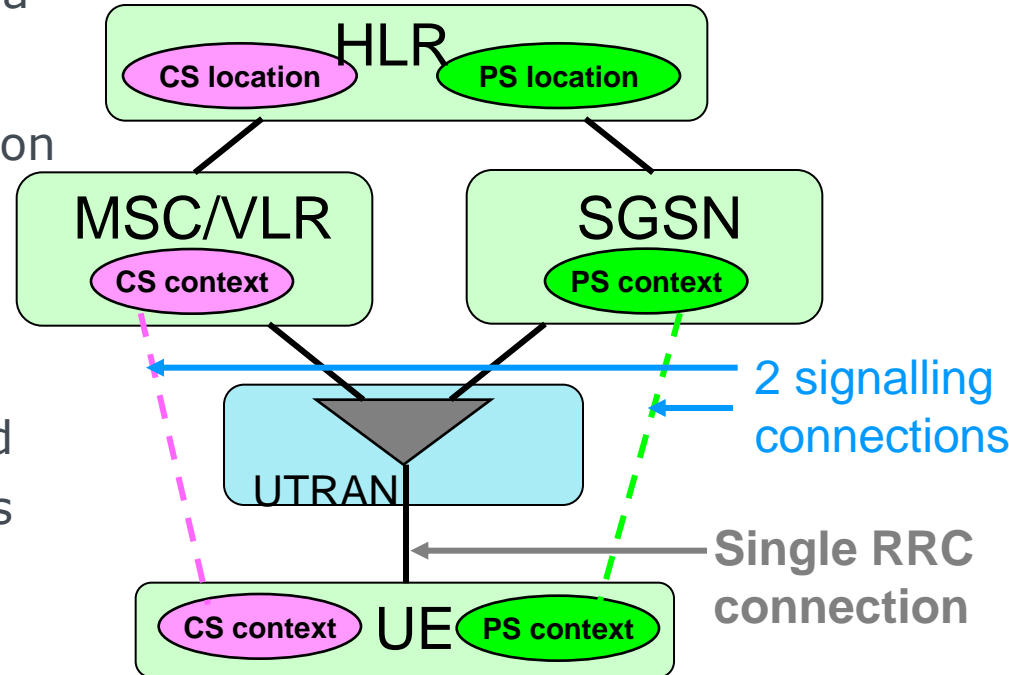 HLR
CS location
PS location
on
MSC/VLR
SGSN
CS context
PS context
2 signalling
connections
UTRAN
Single RRC
connection
CS context
UE
PS context